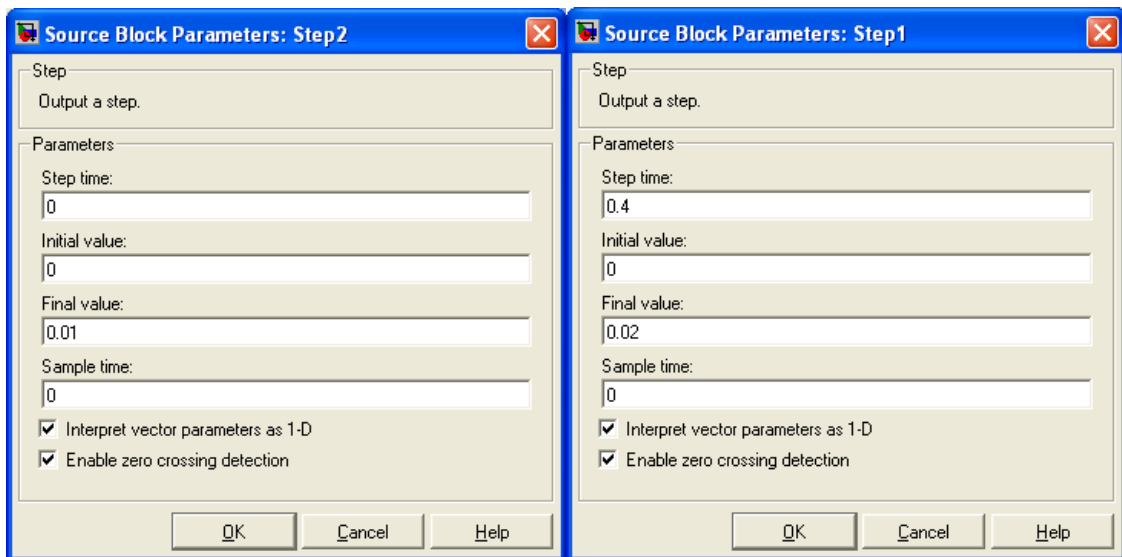 Source Block Parameters: Step2
Step
Output a step.
Parameters
Step time:
0
Initial value:
0
Final value:
0.01
Sample time:
0
Interpret vector parameters as 1-D
Enable zero crossing detection
OK Cancel Help
Source Block Parameters: Step1
Step
Output a step.
Parameters
Step time:
0.4
Initial value:
0
Final value:
0.02
Sample time:
0
Interpret vector parameters as 1-D
Enable zero crossing detection
OK Cancel Help